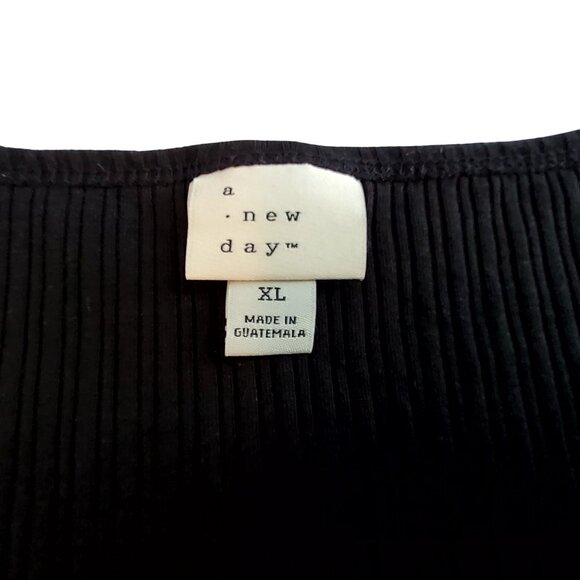 a
· new
day™
XL
MADE IN
GUATEMALA